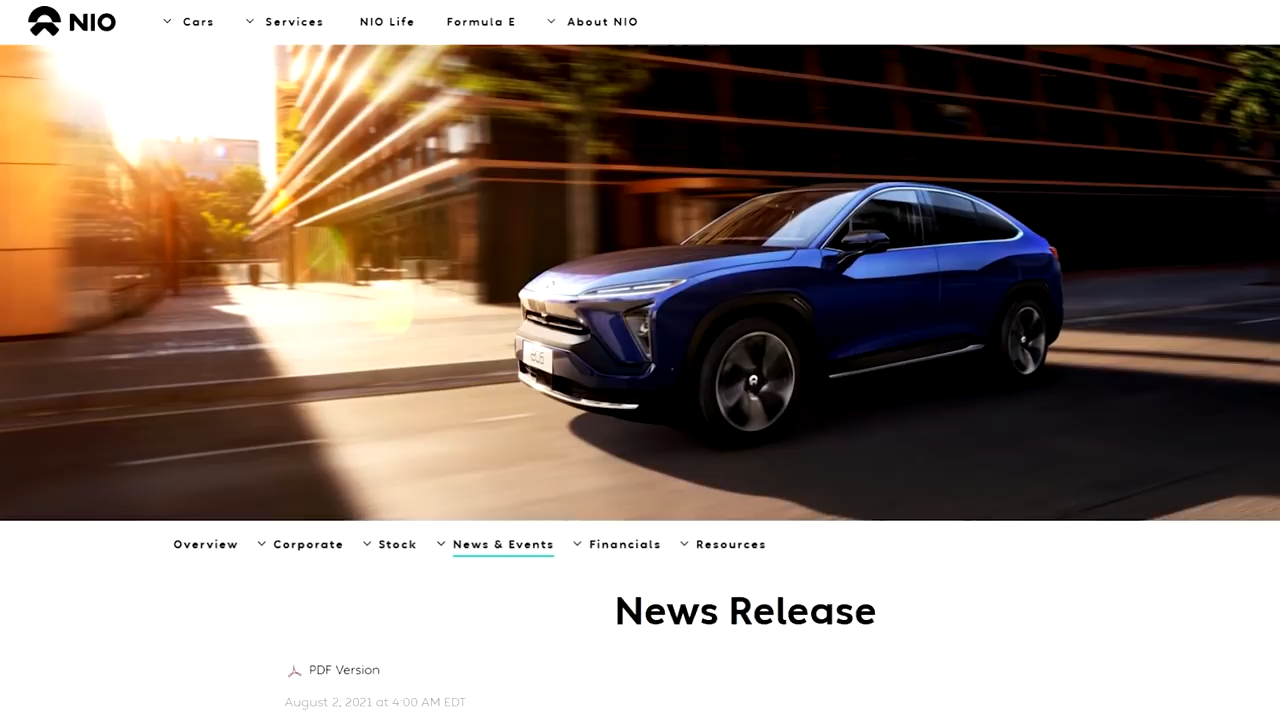 NIO Cars Services NIO Life Formula E About NIO
Overview Corporate Stock News & Events Financials Resources
News Release
PDF Version
August 2, 2021 at 4:00 AM EDT